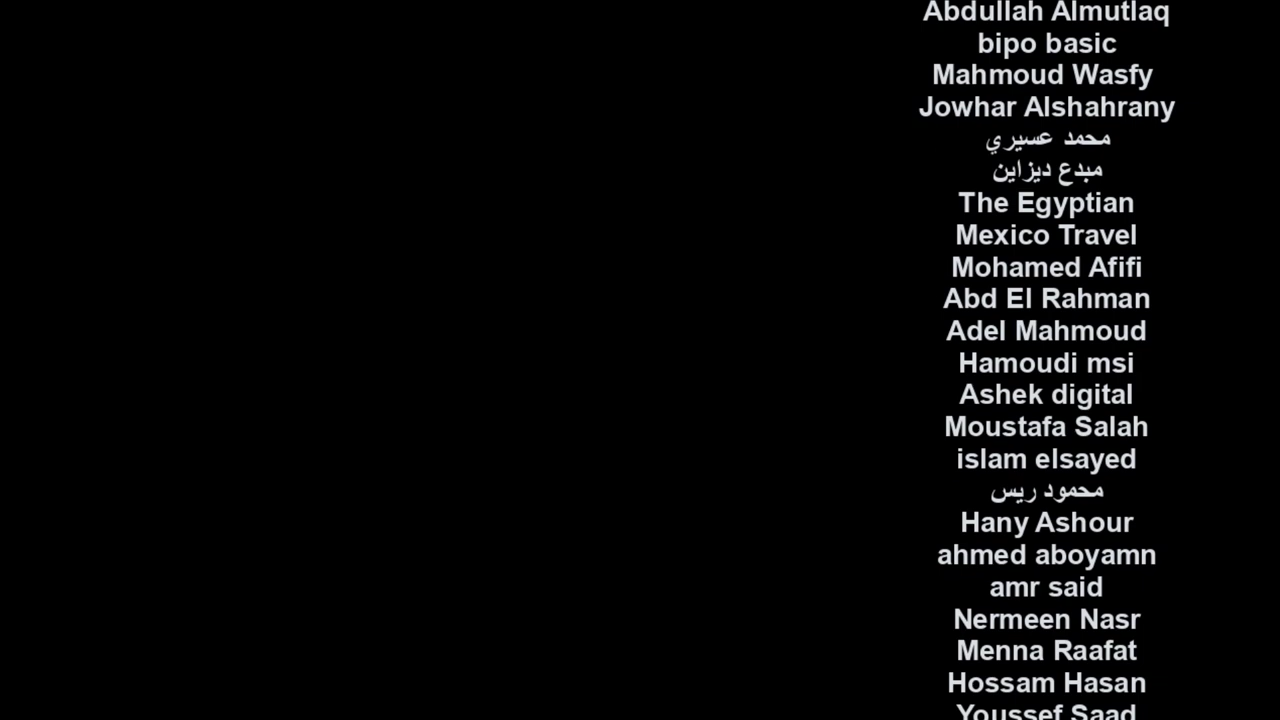 Abdullah Almutlaq
bipo basic
Mahmoud Wasfy
Jowhar Alshahrany
محمد عسيري
مبدع ديزاين
The Egyptian
Mexico Travel
Mohamed Afifi
Abd El Rahman
Adel Mahmoud
Hamoudi msi
Ashek digital
Moustafa Salah
islam elsayed
محمود ريس
Hany Ashour
ahmed aboyamn
amr said
Nermeen Nasr
Menna Raafat
Hossam Hasan
Youssef Saad